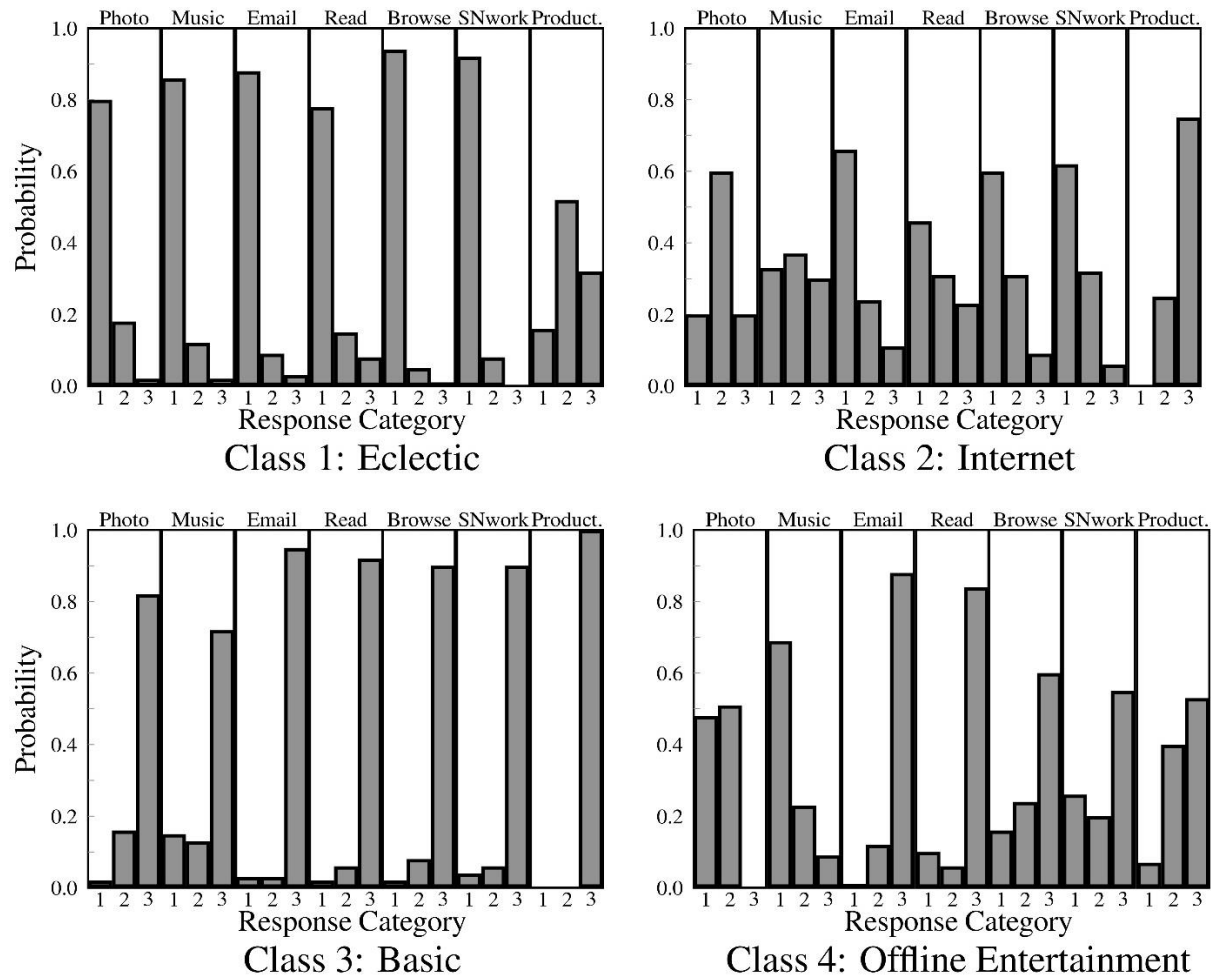 Photo Music Email Read Browse SNwork Product.
1.0
0.8
0.6
0.4
0.2
0.0
Probability
1 2 3 1 2 3 1 2 3 1 2 3 1 2 3 1 2 3 1 2 3
Response Category
Class 1: Eclectic
Photo Music Email Read Browse SNwork Product.
1.0
0.8
0.6
0.4
0.2
0.0
1 2 3 1 2 3 1 2 3 1 2 3 1 2 3 1 2 3 1 2 3
Response Category
Class 2: Internet
Photo Music Email Read Browse SNwork Product.
1.0
0.8
0.6
0.4
0.2
0.0
Probability
1 2 3 1 2 3 1 2 3 1 2 3 1 2 3 1 2 3 1 2 3
Response Category
Class 3: Basic
Photo Music Email Read Browse SNwork Product.
1.0
0.8
0.6
0.4
0.2
0.0
1 2 3 1 2 3 1 2 3 1 2 3 1 2 3 1 2 3 1 2 3
Response Category
Class 4: Offline Entertainment